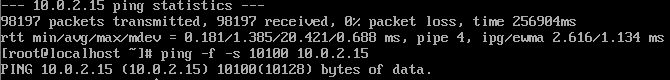 --- 10.0.2.15 ping statistics ---
98197 packets transmitted, 98197 received, 0% packet loss, time 256904ms
rtt min/avg/max/mdev = 0.181/1.385/20.421/0.688 ms, pipe 4, ipg/ewma 2.616/1.134 ms
[root@localhost ~]# ping -f -s 10100 10.0.2.15
PING 10.0.2.15 (10.0.2.15) 10100(10128) bytes of data.